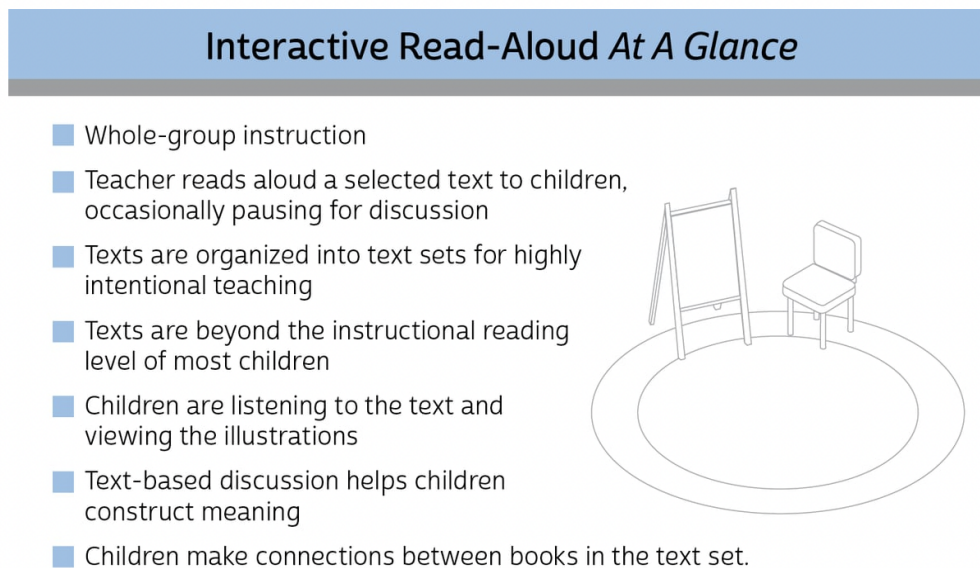 Interactive Read-Aloud At A Glance
Whole-group instruction
Teacher reads aloud a selected text to children,
occasionally pausing for discussion
Texts are organized into text sets for highly
intentional teaching
Texts are beyond the instructional reading
level of most children
Children are listening to the text and
viewing the illustrations
Text-based discussion helps children
construct meaning
Children make connections between books in the text set.